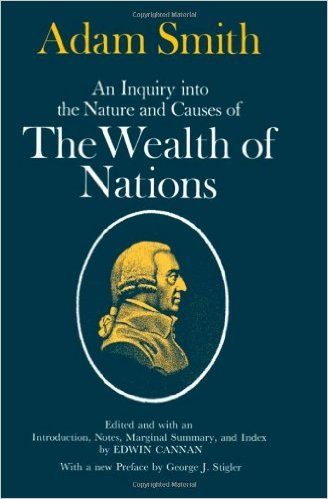 Adam Smith
An Inquiry into
the Nature and Causes of
The Wealth of
Nations
Edited and with an
Introduction, Notes, Marginal Summary, and Index
by EDWIN CANNAN
With a new Preface by George J. Stigler